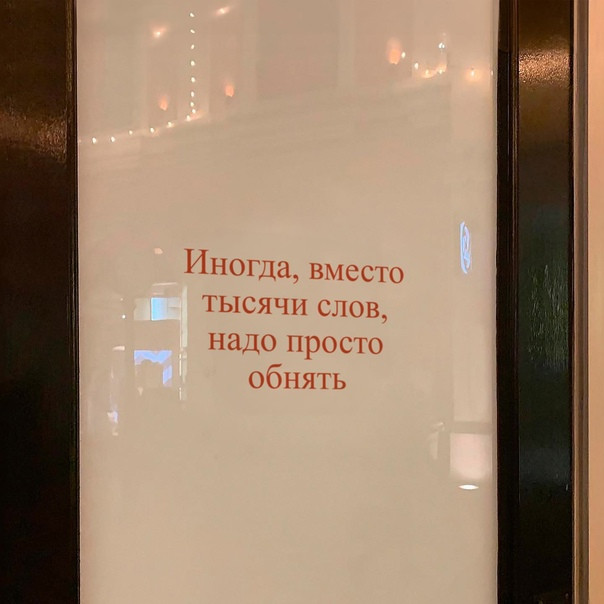 Иногда, вместо
тысячи слов,
надо просто
обнять